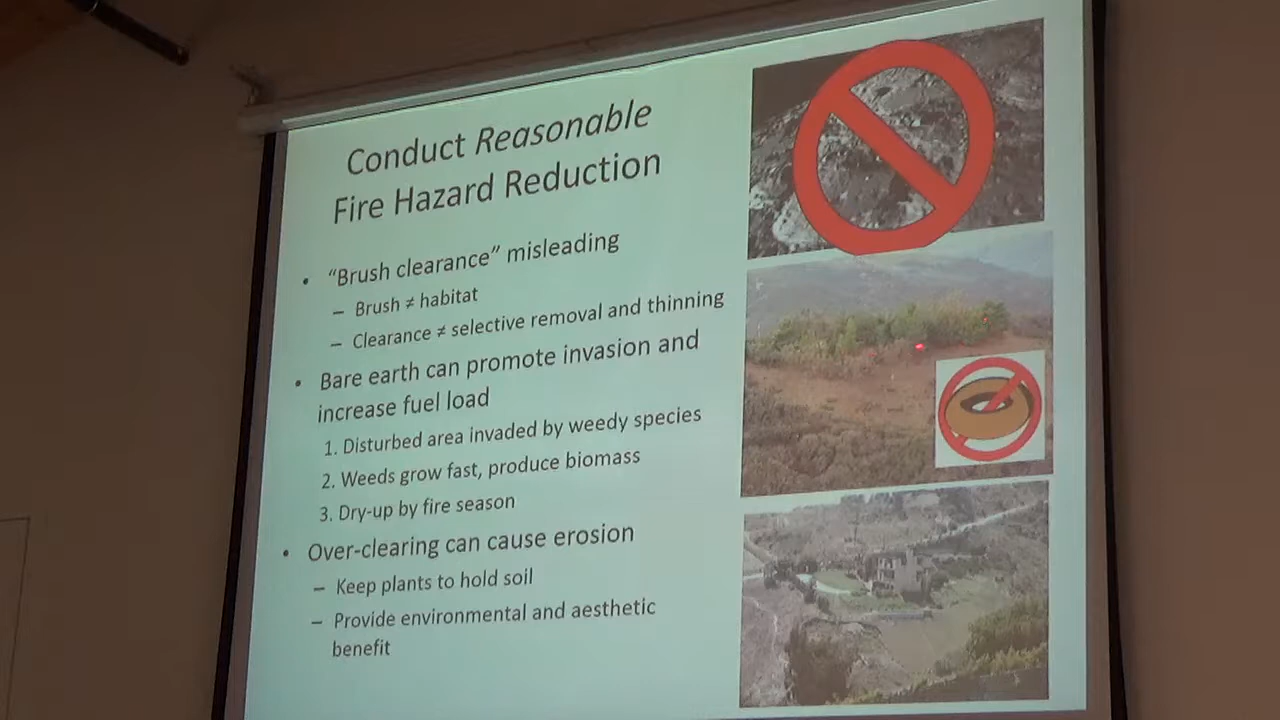 Conduct Reasonable
Fire Hazard Reduction
• “Brush clearance” misleading
– Brush ≠ habitat
– Clearance ≠ selective removal and thinning
• Bare earth can promote invasion and
increase fuel load
1. Disturbed area invaded by weedy species
2. Weeds grow fast, produce biomass
3. Dry-up by fire season
• Over-clearing can cause erosion
– Keep plants to hold soil
– Provide environmental and aesthetic
benefit